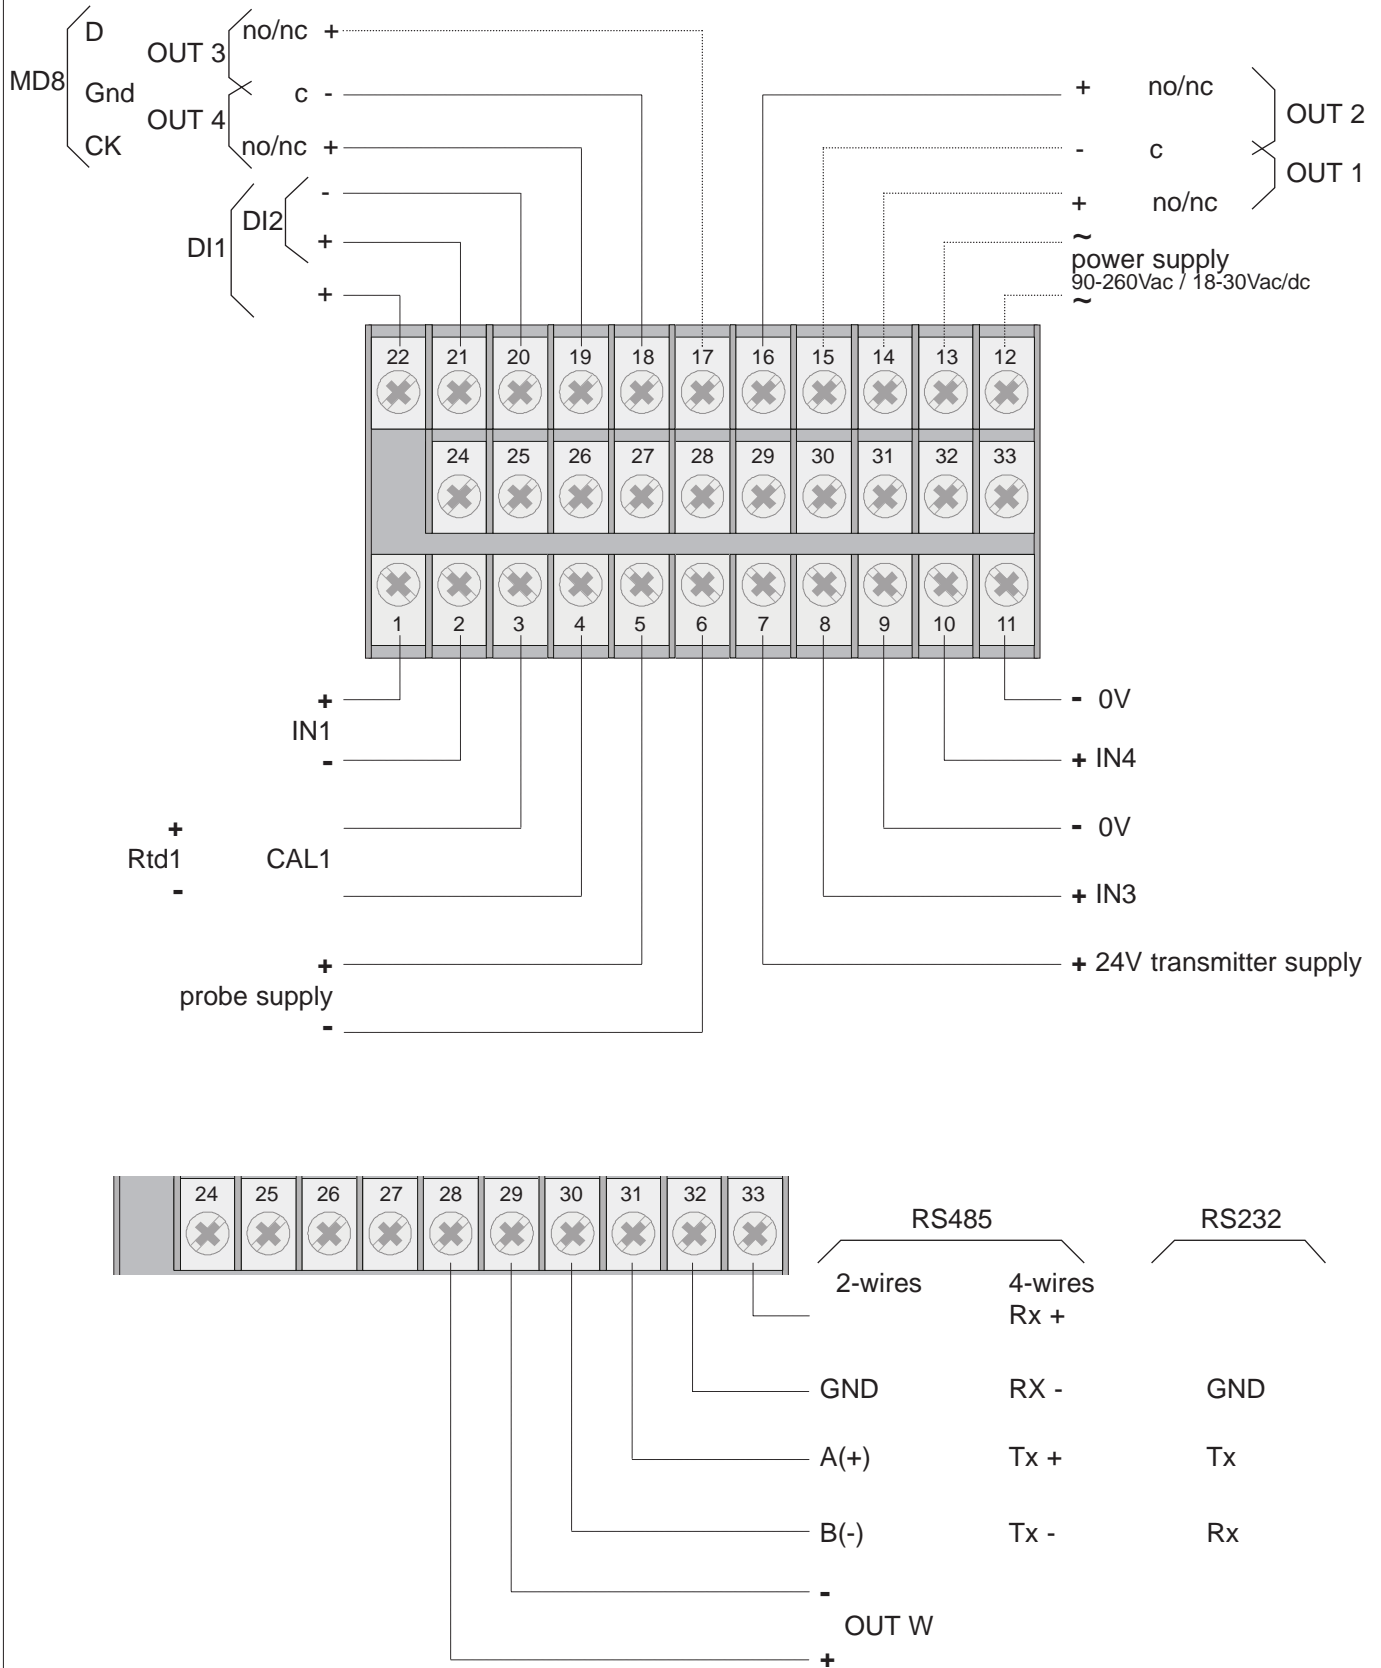 D
OUT 3
no/nc +
MD8
Gnd
c -
OUT 4
CK
no/nc +
+ no/nc
OUT 2
- c
OUT 1
+ no/nc
-
DI2
DI1
+
+
~
power supply
90-260Vac / 18-30Vac/dc
~
22 21 20 19 18 17 16 15 14 13 12
24 25 26 27 28 29 30 31 32 33
1 2 3 4 5 6 7 8 9 10 11
+
IN1
-
- 0V
+ IN4
+
Rtd1 CAL1
-
- 0V
+ IN3
+
probe supply
-
+ 24V transmitter supply
24 25 26 27 28 29 30 31 32 33
RS485 RS232
2-wires 4-wires
Rx +
GND RX - GND
A(+) Tx + Tx
B(-) Tx - Rx
-
OUT W
+